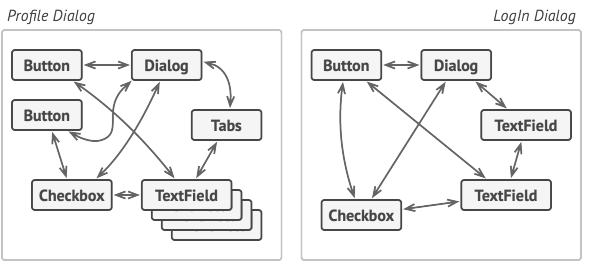 Profile Dialog
Button
Dialog
Button
Tabs
Checkbox
TextField
LogIn Dialog
Button
Dialog
TextField
TextField
Checkbox